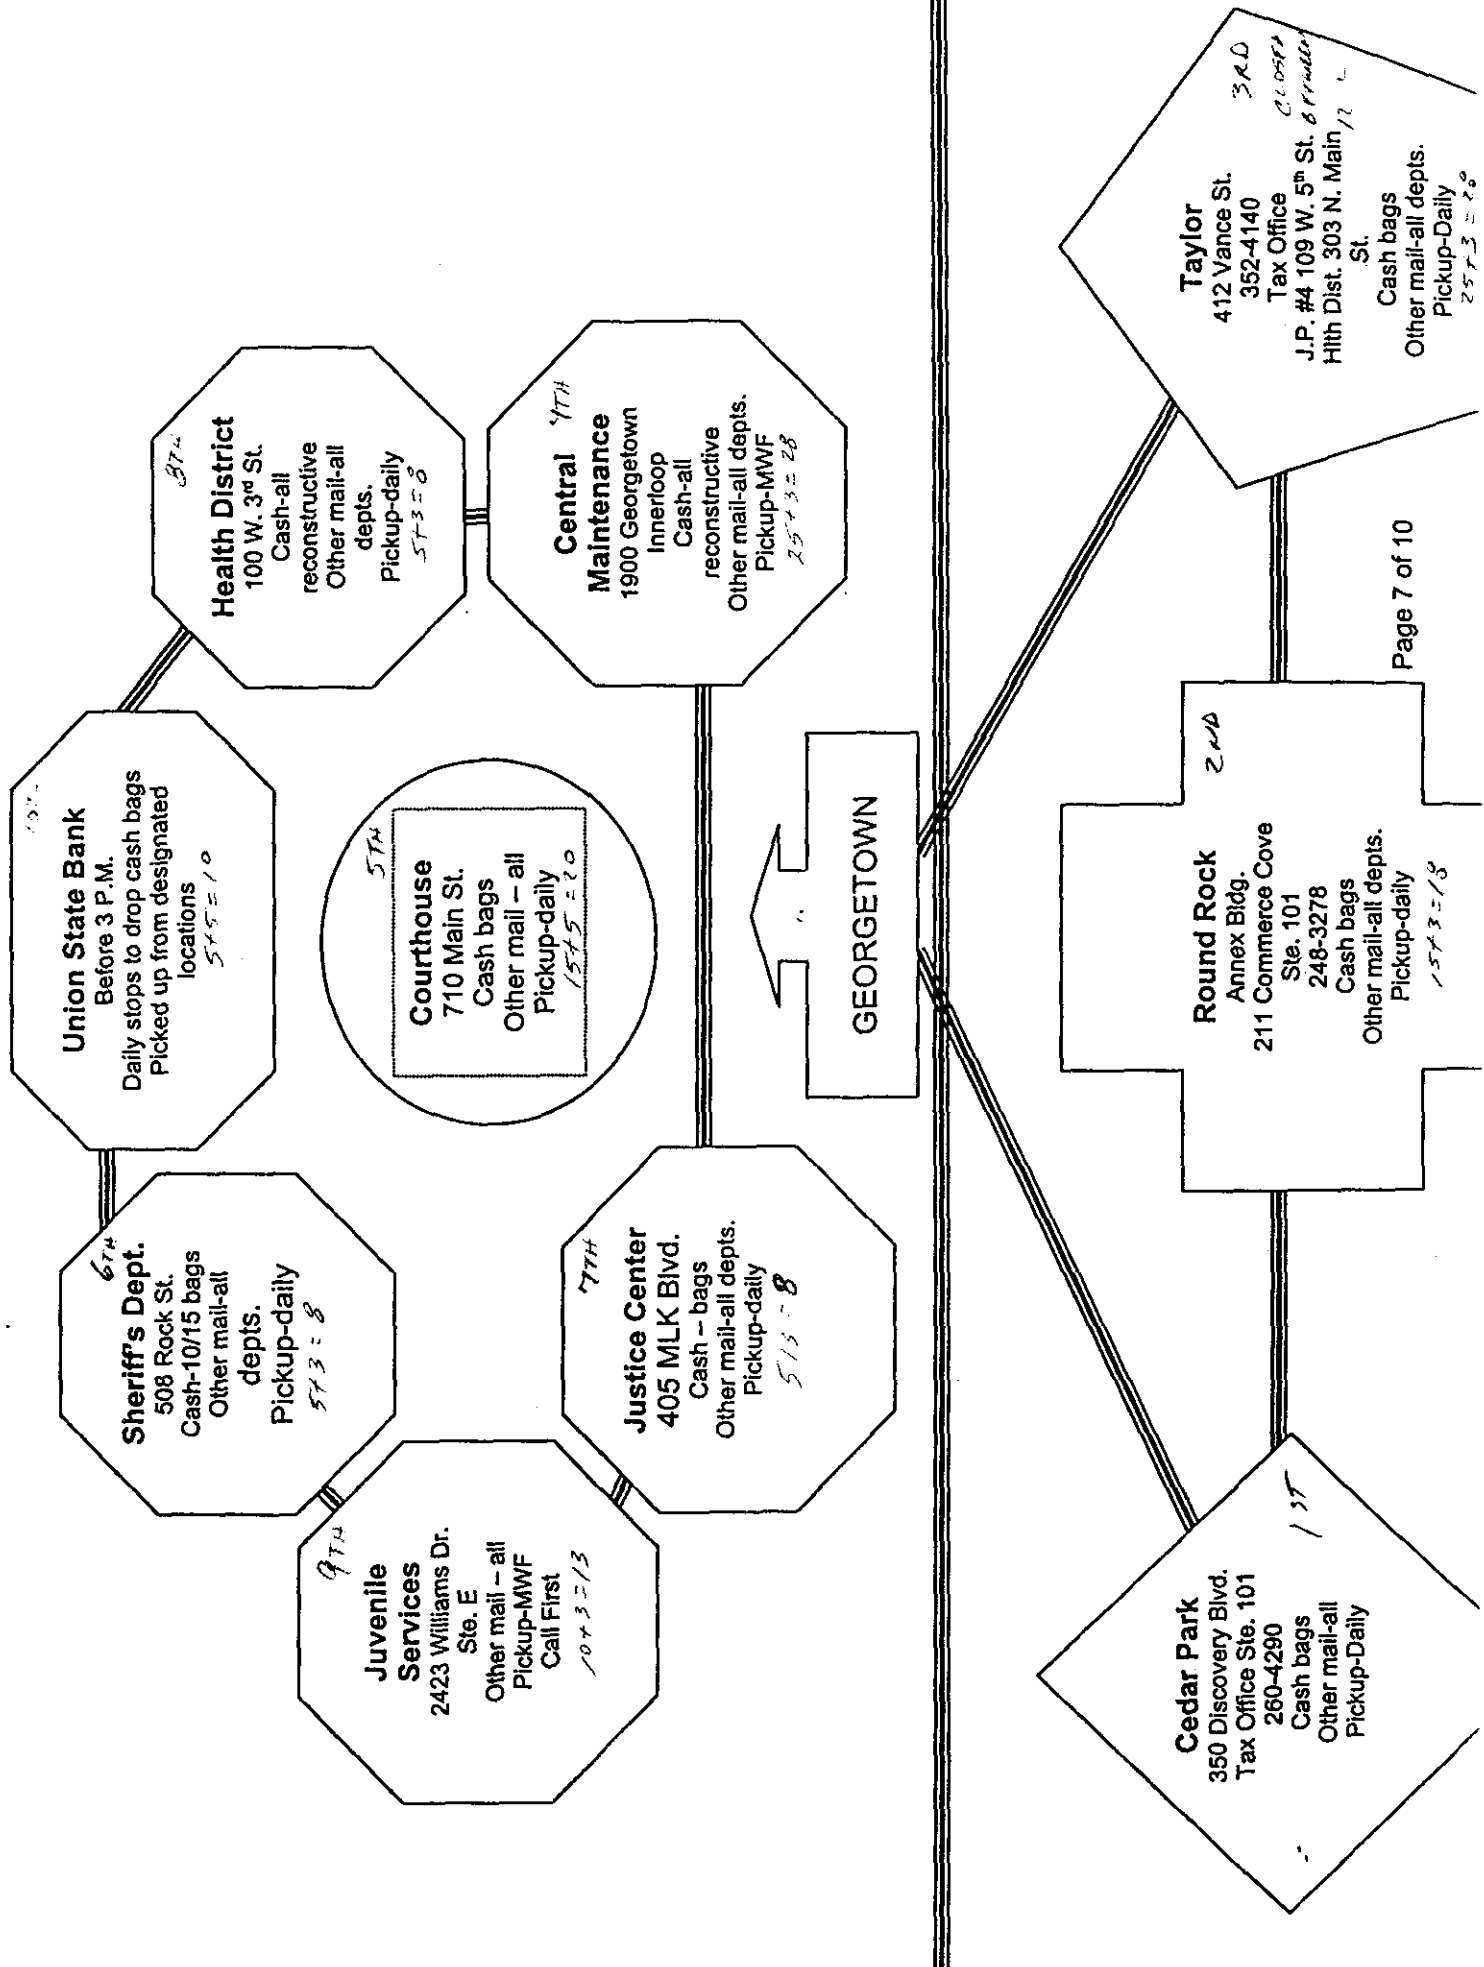 6TH
Sheriff's Dept.
508 Rock St.
Cash-10/15 bags
Other mail-all
depts.
Pickup-daily
5+3=8
Union State Bank
Before 3 P.M.
Daily stops to drop cash bags
Picked up from designated
locations
5+5=10
8TH
Health District
100 W. 3rd St.
Cash-all
reconstructive
Other mail-all
depts.
Pickup-daily
5+3=8
9TH
Juvenile
Services
2423 Williams Dr.
Ste. E
Other mail – all
Pickup-MWF
Call First
10+3=13
5TH
Courthouse
710 Main St.
Cash bags
Other mail – all
Pickup-daily
15+5=20
7TH
Justice Center
405 MLK Blvd.
Cash – bags
Other mail-all depts.
Pickup-daily
5+3=8
4TH
Central
Maintenance
1900 Georgetown
Innerloop
Cash-all
reconstructive
Other mail-all depts.
Pickup-MWF
25+3=28
GEORGETOWN
Cedar Park
350 Discovery Blvd.
Tax Office Ste. 101
260-4290
Cash bags
Other mail-all
Pickup-Daily
1ST
2ND
Round Rock
Annex Bldg.
211 Commerce Cove
Ste. 101
248-3278
Cash bags
Other mail-all depts.
Pickup-daily
15+3=18
3RD
Taylor
412 Vance St.
352-4140
Tax Office
J.P. #4 109 W. 5th St.
Hlth Dist. 303 N. Main
St.
Cash bags
Other mail-all depts.
Pickup-Daily
25+3=28
Page 7 of 10